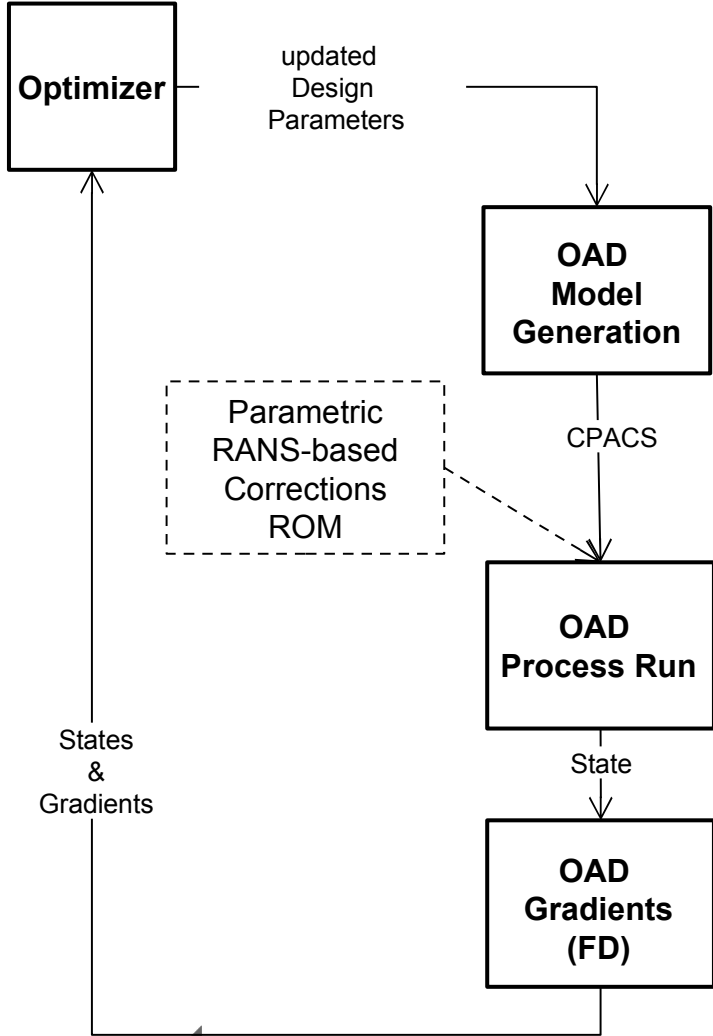 Optimizer
updated
Design
Parameters
OAD
Model
Generation
CPACS
Parametric
RANS-based
Corrections
ROM
OAD
Process Run
State
OAD
Gradients
(FD)
States
&
Gradients